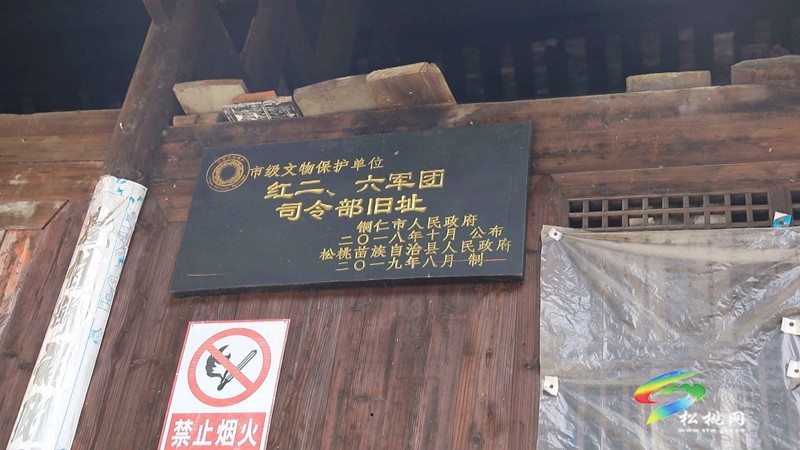 市级文物保护单位
红二、六军团
司令部旧址
铜仁市人民政府
二〇一八年十月 公布
松桃苗族自治县人民政府
二〇一九年八月 制
禁止烟火
松桃网